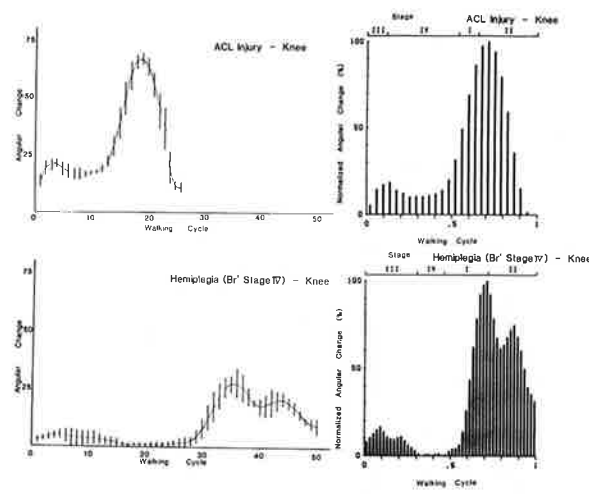 ACL Injury – Knee
75
50
25
Angular Change
0 10 20 30 40 50
Walking Cycle
Stage ACL Injury – Knee
III IV I II
100
50
Normalized Angular Change (%)
0 .5 1
Walking Cycle
Hemiplegia (Br' Stage IV) – Knee
75
50
25
Angular Change
0 10 20 30 40 50
Walking Cycle
Stage Hemiplegia (Br' Stage IV) – Knee
III IV I II
100
50
Normalized Angular Change (%)
0 .5 1
Walking Cycle